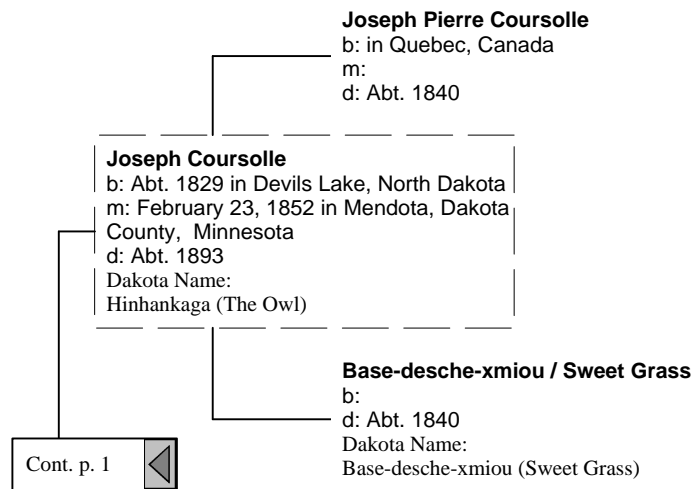 Joseph Pierre Coursolle
b: in Quebec, Canada
m:
d: Abt. 1840
Joseph Coursolle
b: Abt. 1829 in Devils Lake, North Dakota
m: February 23, 1852 in Mendota, Dakota
County, Minnesota
d: Abt. 1893
Dakota Name:
Hinhankaga (The Owl)
Base-desche-xmiou / Sweet Grass
b:
d: Abt. 1840
Dakota Name:
Base-desche-xmiou (Sweet Grass)
Cont. p. 1